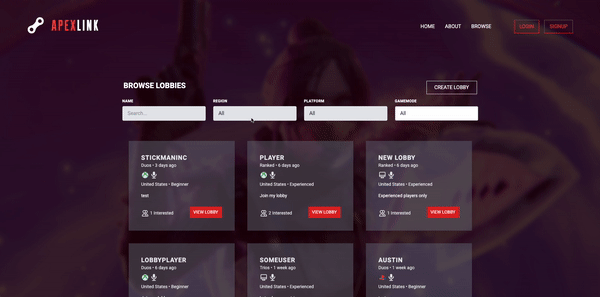 APEXLINK
HOME ABOUT BROWSE LOGIN SIGNUP
BROWSE LOBBIES
CREATE LOBBY
NAME REGION PLATFORM GAMEMODE
Search... All All All
STICKMANINC
Duos • 3 days ago
United States • Beginner
test
1 Interested
VIEW LOBBY
PLAYER
Ranked • 6 days ago
United States • Experienced
Join my lobby
2 Interested
VIEW LOBBY
NEW LOBBY
Ranked • 6 days ago
United States • Experienced
Experienced players only
1 Interested
VIEW LOBBY
LOBBYPLAYER
Duos • 6 days ago
United States • Beginner
SOMEUSER
Trios • 1 week ago
United States • Experienced
AUSTIN
Duos • 1 week ago
United States • Beginner